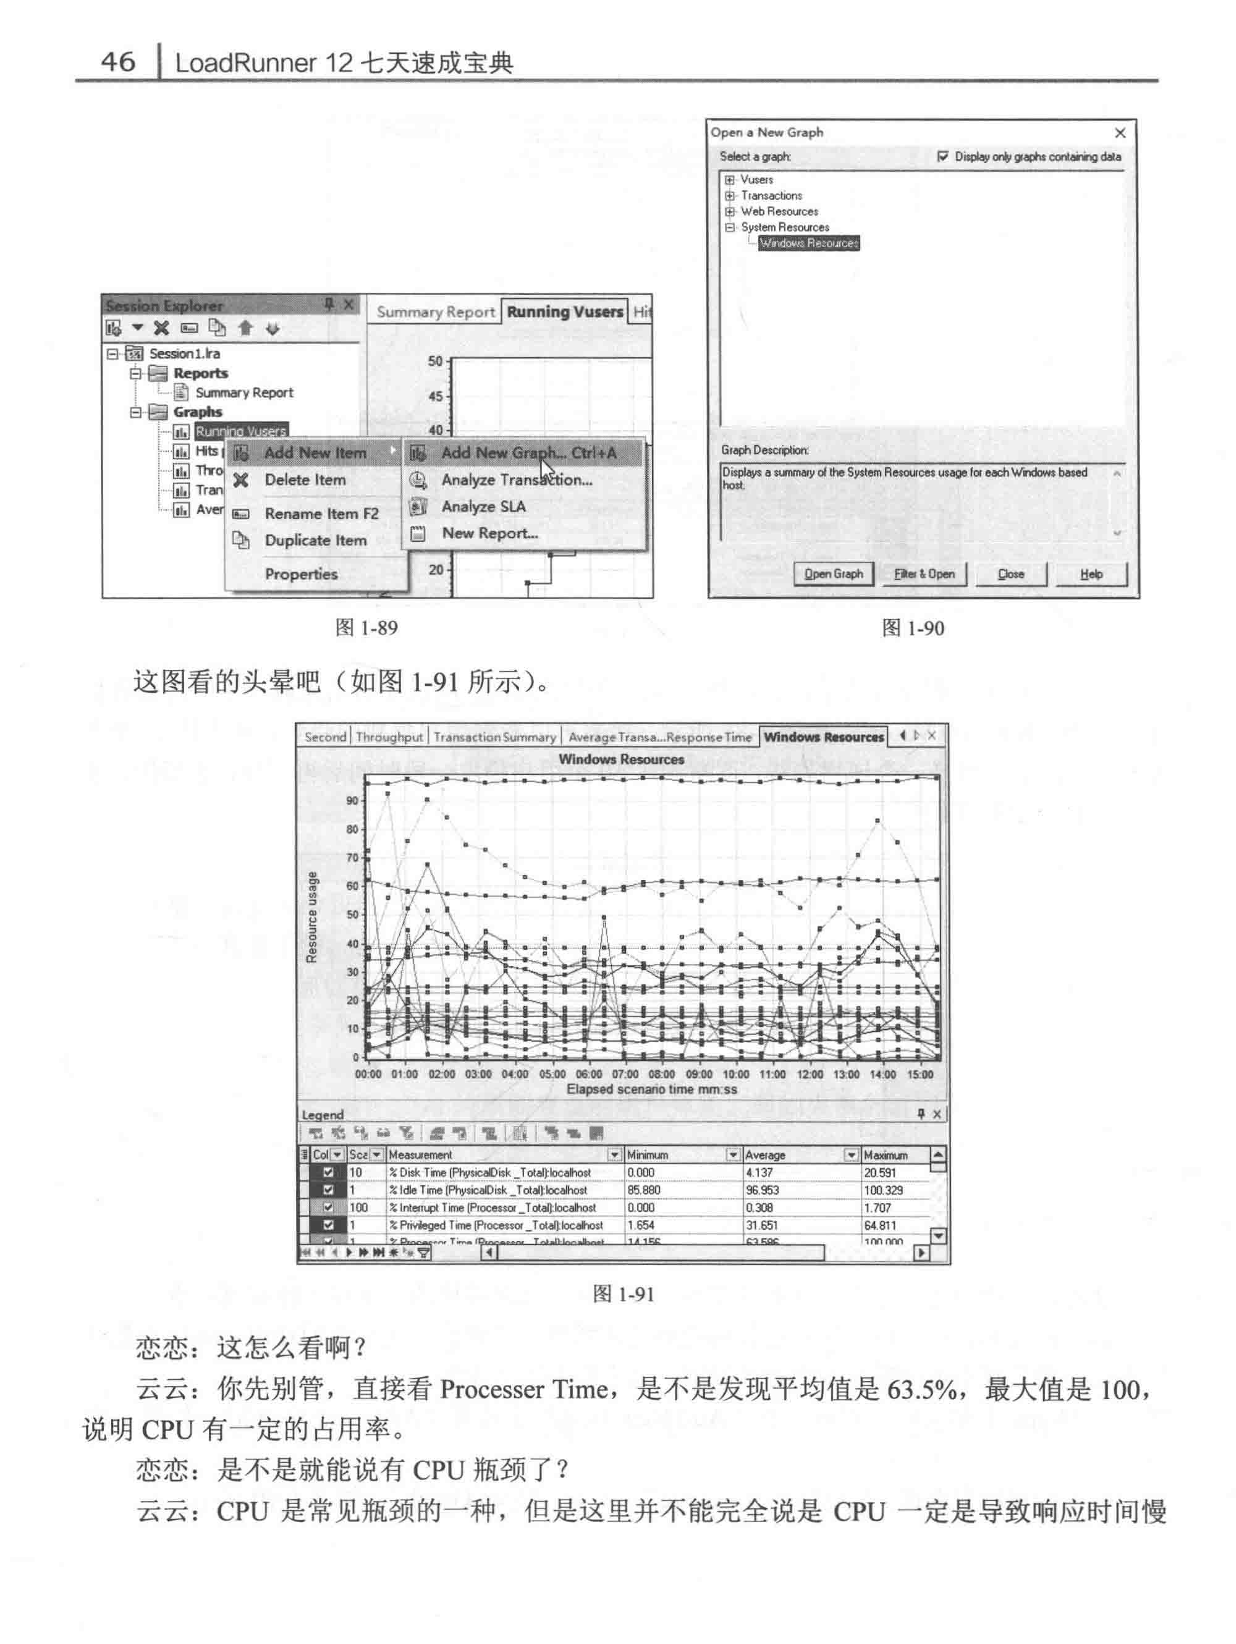 46 LoadRunner 12 七天速成宝典
Open a New Graph
Select a graph:
Display only graphs containing data
Vusers
Transactions
Web Resources
System Resources
Windows Resources
Graph Description:
Displays a summary of the System Resources usage for each Windows based
host.
Open Graph Filter & Open Close Help
Session Explorer
Session1.lra
Reports
Summary Report
Graphs
Running Vusers
Hits
Thro
Tran
Aver
Add New Item
Delete Item
Rename Item F2
Duplicate Item
Properties
Add New Graph... Ctrl+A
Analyze Transaction...
Analyze SLA
New Report...
Summary Report Running Vusers Hit
50
45
40
20
图 1-89
图 1-90
这图看的头晕吧（如图 1-91 所示）。
Second Throughput Transaction Summary Average Transa...Response Time Windows Resources
Windows Resources
Resource usage
90
80
70
60
50
40
30
20
10
0
00:00 01:00 02:00 03:00 04:00 05:00 06:00 07:00 08:00 09:00 10:00 11:00 12:00 13:00 14:00 15:00
Elapsed scenario time mm:ss
Legend
Col Sca Measurement Minimum Average Maximum
10 % Disk Time (PhysicalDisk _Total):localhost 0.000 4.137 20.591
1 % Idle Time (PhysicalDisk _Total):localhost 85.880 96.953 100.329
100 % Interrupt Time (Processor _Total):localhost 0.000 0.308 1.707
1 % Privileged Time (Processor _Total):localhost 1.654 31.651 64.811
1 % Processor Time (Processor _Total):localhost 14.156 63.586 100.000
图 1-91
恋恋：这怎么看啊？
云云：你先别管，直接看 Processer Time，是不是发现平均值是 63.5%，最大值是 100，
说明 CPU 有一定的占用率。
恋恋：是不是就能说有 CPU 瓶颈了？
云云：CPU 是常见瓶颈的一种，但是这里并不能完全说是 CPU 一定是导致响应时间慢